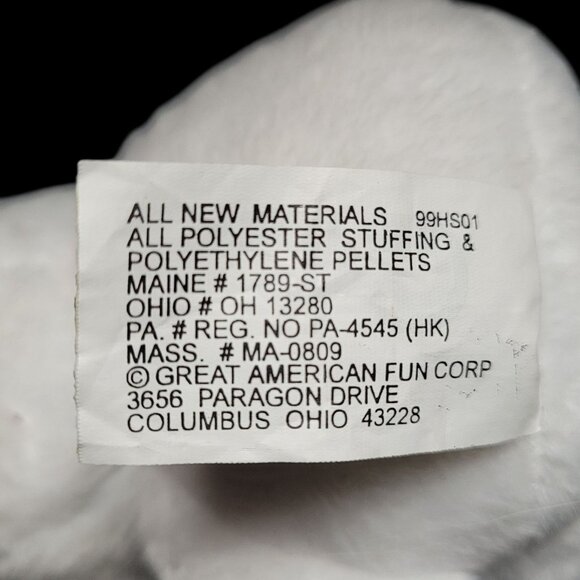 ALL NEW MATERIALS 99HS01
ALL POLYESTER STUFFING &
POLYETHYLENE PELLETS
MAINE # 1789-ST
OHIO # OH 13280
PA. # REG. NO PA-4545 (HK)
MASS. # MA-0809
© GREAT AMERICAN FUN CORP
3656 PARAGON DRIVE
COLUMBUS OHIO 43228